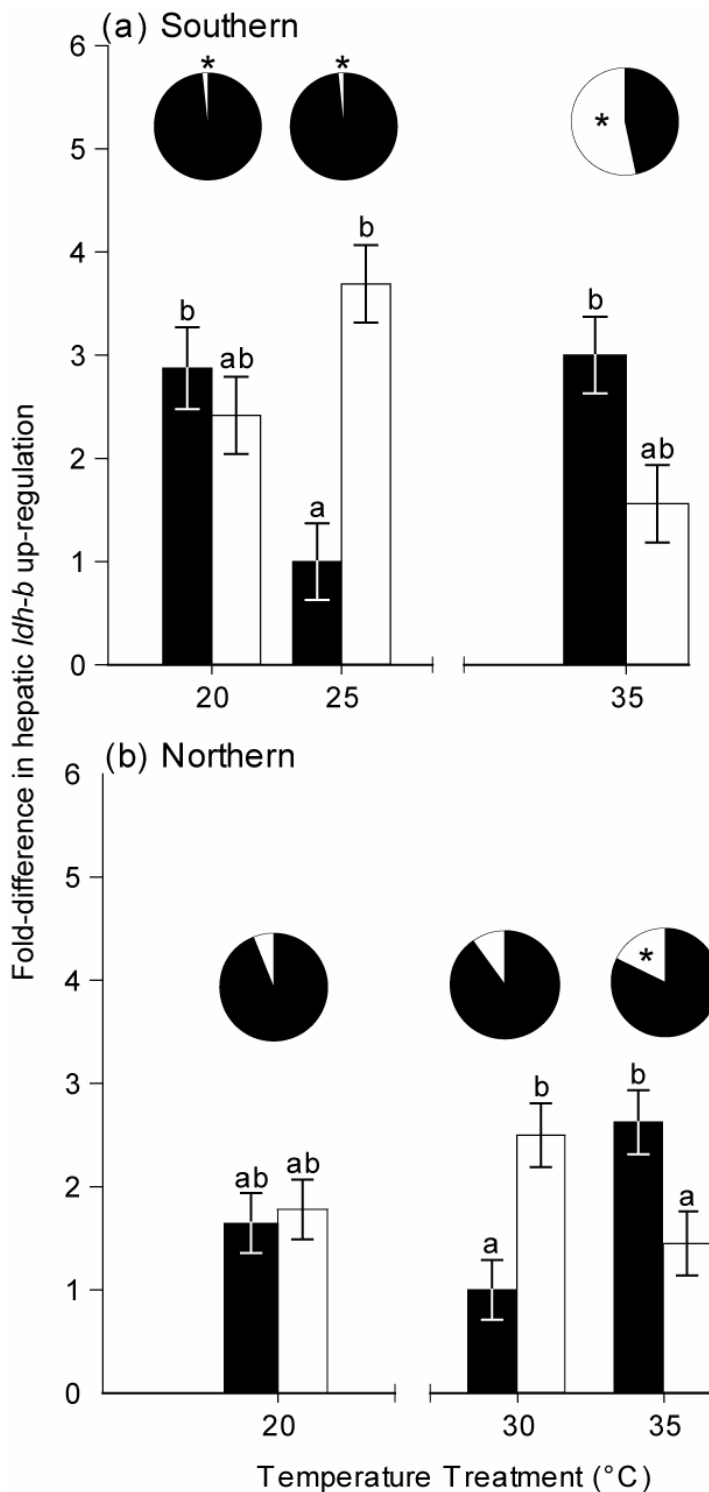 (a) Southern
6
* * *
5
4
b
b b
ab
3
ab
2
a
1
0
20 25 35
(b) Northern
6
5
*
4
3
b b
ab ab
2
a
a
1
0
20 30 35
Fold-difference in hepatic ldh-b up-regulation
Temperature Treatment (°C)